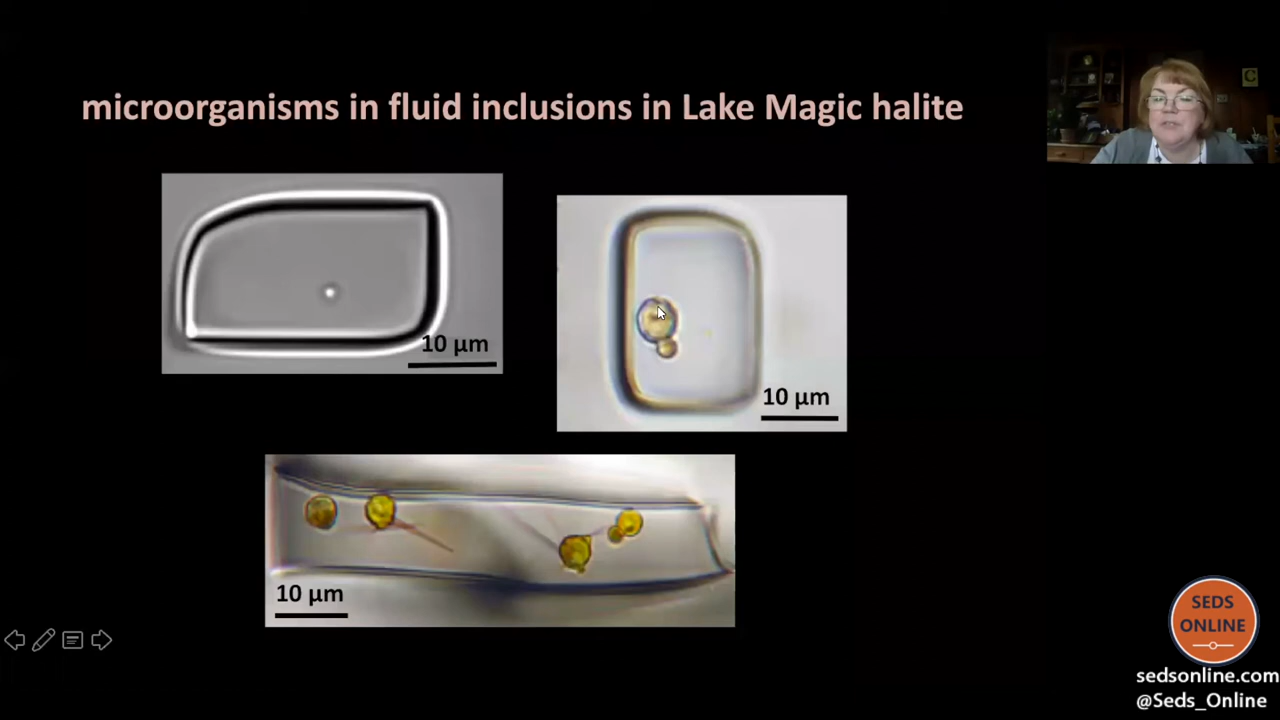 microorganisms in fluid inclusions in Lake Magic halite
C
10 μm
10 μm
10 μm
SEDS
ONLINE
sedsonline.com
@Seds_Online